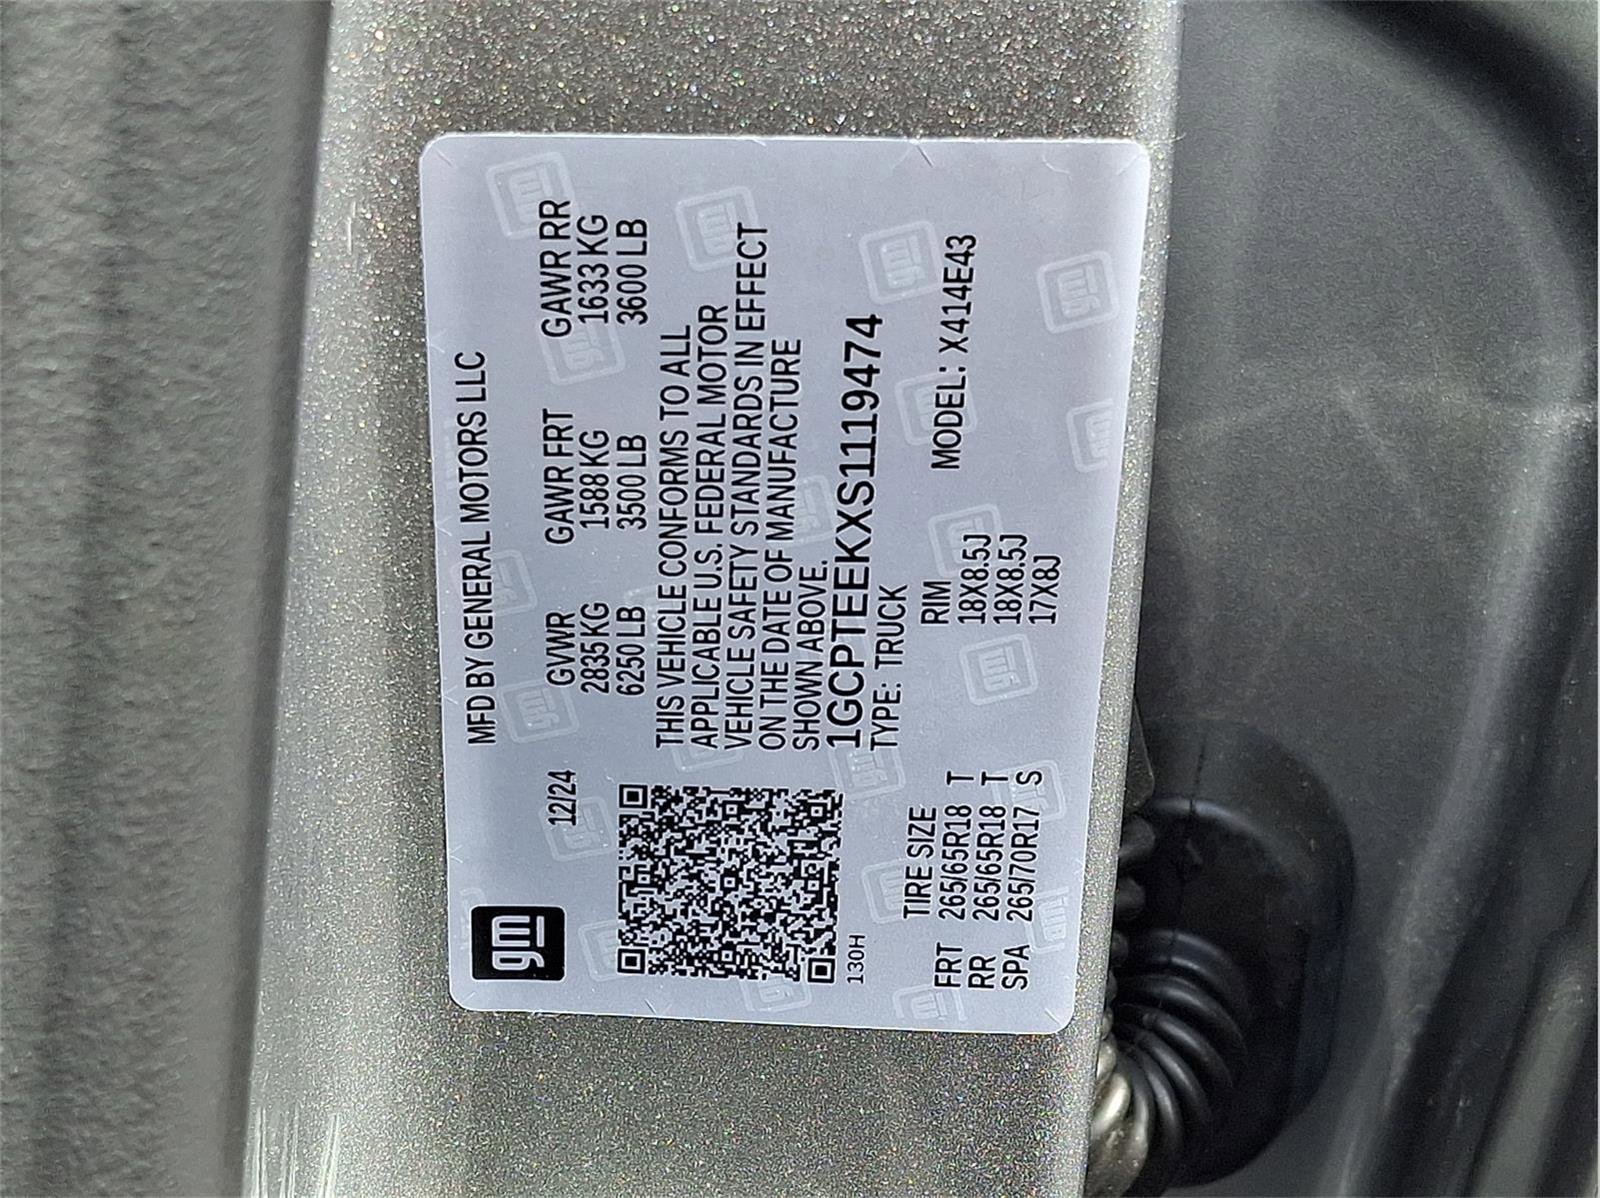 gm
MFD BY GENERAL MOTORS LLC
12/24
GVWR GAWR FRT GAWR RR
2835 KG 1588 KG 1633 KG
6250 LB 3500 LB 3600 LB
THIS VEHICLE CONFORMS TO ALL
APPLICABLE U.S. FEDERAL MOTOR
VEHICLE SAFETY STANDARDS IN EFFECT
ON THE DATE OF MANUFACTURE
SHOWN ABOVE.
1GCPTEEKXS1119474
TYPE: TRUCK
130H
TIRE SIZE RIM MODEL: X414E43
FRT 265/65R18 T 18X8.5J
RR 265/65R18 T 18X8.5J
SPA 265/70R17 S 17X8J